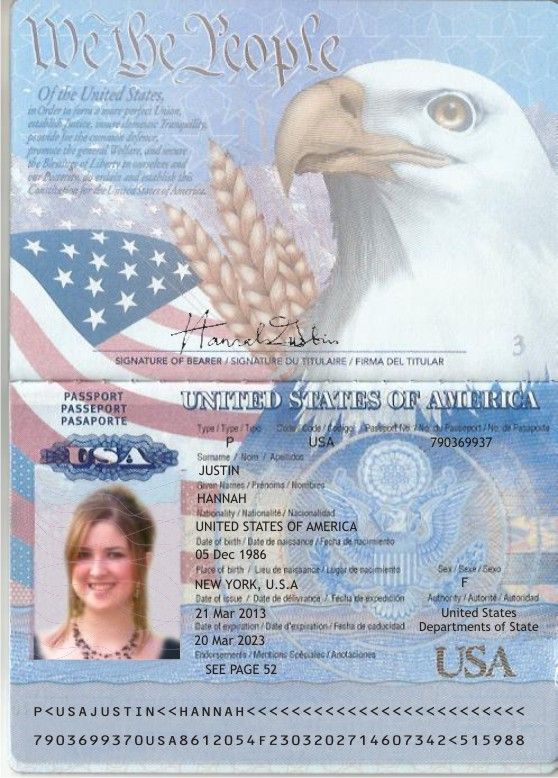 We The People
Of the United States,
in Order to form a more perfect Union,
establish Justice, insure domestic Tranquility,
provide for the common defence,
promote the general Welfare, and secure
the Blessings of Liberty to ourselves and
our Posterity, do ordain and establish this
Constitution for the United States of America.
3
SIGNATURE OF BEARER / SIGNATURE DU TITULAIRE / FIRMA DEL TITULAR
PASSPORT
PASSEPORT
PASAPORTE
USA
UNITED STATES OF AMERICA
Type / Type / Tipo Code / Code / Codigo Passport No. / No. du Passeport / No. de Pasaporte
P USA 790369937
Surname / Nom / Apellidos
JUSTIN
Given Names / Prénoms / Nombres
HANNAH
Nationality / Nationalité / Nacionalidad
UNITED STATES OF AMERICA
Date of birth / Date de naissance / Fecha de nacimiento
05 Dec 1986
Place of birth / Lieu de naissance / Lugar de nacimiento Sex / Sexe / Sexo
NEW YORK, U.S.A F
Date of issue / Date de délivrance / Fecha de expedición Authority / Autorité / Autoridad
21 Mar 2013 United States
Date of expiration / Date d'expiration / Fecha de caducidad Departments of State
20 Mar 2023
Endorsements / Mentions Spéciales / Anotaciones
SEE PAGE 52
USA
P<USAJUSTIN<<HANNAH<<<<<<<<<<<<<<<<<<<<<<<<<
7903699370USA8612054F2303202714607342<515988